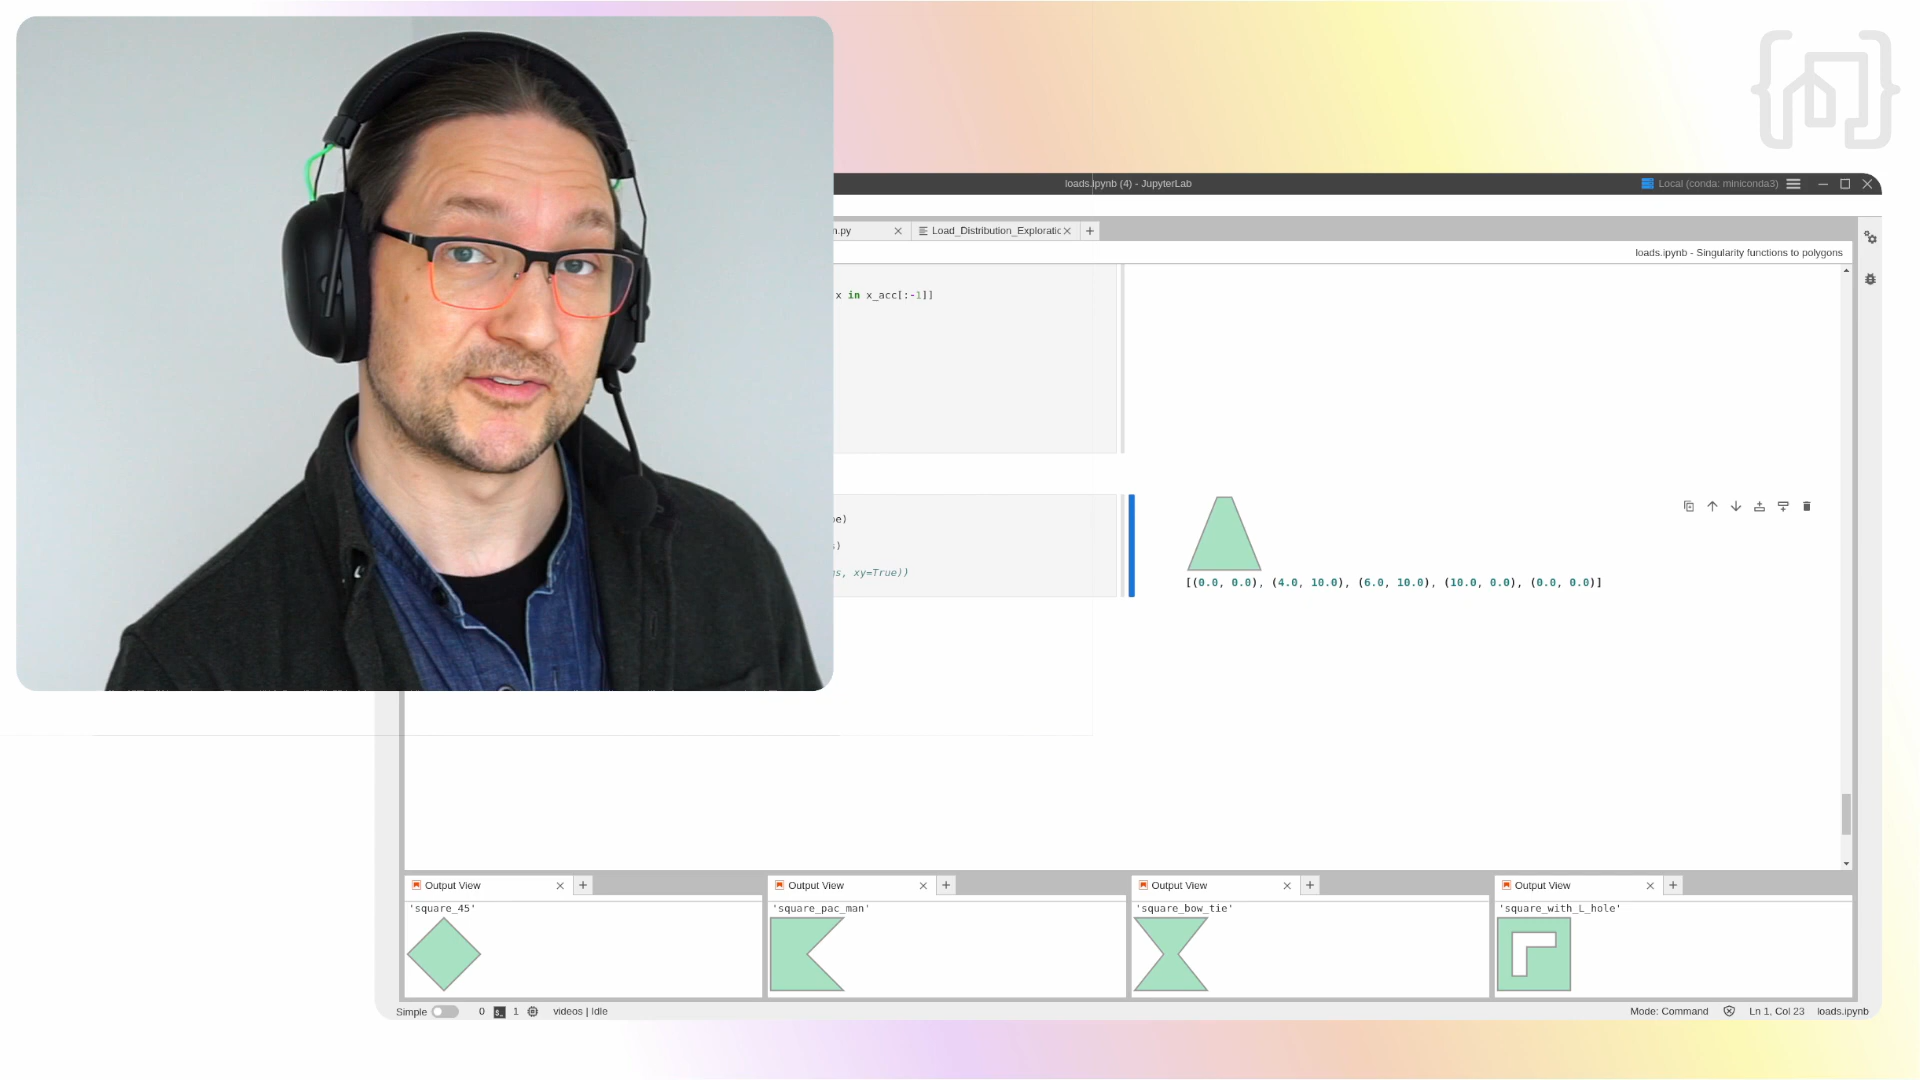 loads.ipynb (4) - JupyterLab
Local (conda: miniconda3)
n.py
Load_Distribution_Exploratic
loads.ipynb - Singularity functions to polygons
x in x_acc[:-1]]
pe)
s)
ns, xy=True))
[(0.0, 0.0), (4.0, 10.0), (6.0, 10.0), (10.0, 0.0), (0.0, 0.0)]
Output View
Output View
Output View
Output View
'square_45'
'square_pac_man'
'square_bow_tie'
'square_with_L_hole'
Simple 0 1 videos | Idle
Mode: Command Ln 1, Col 23 loads.ipynb